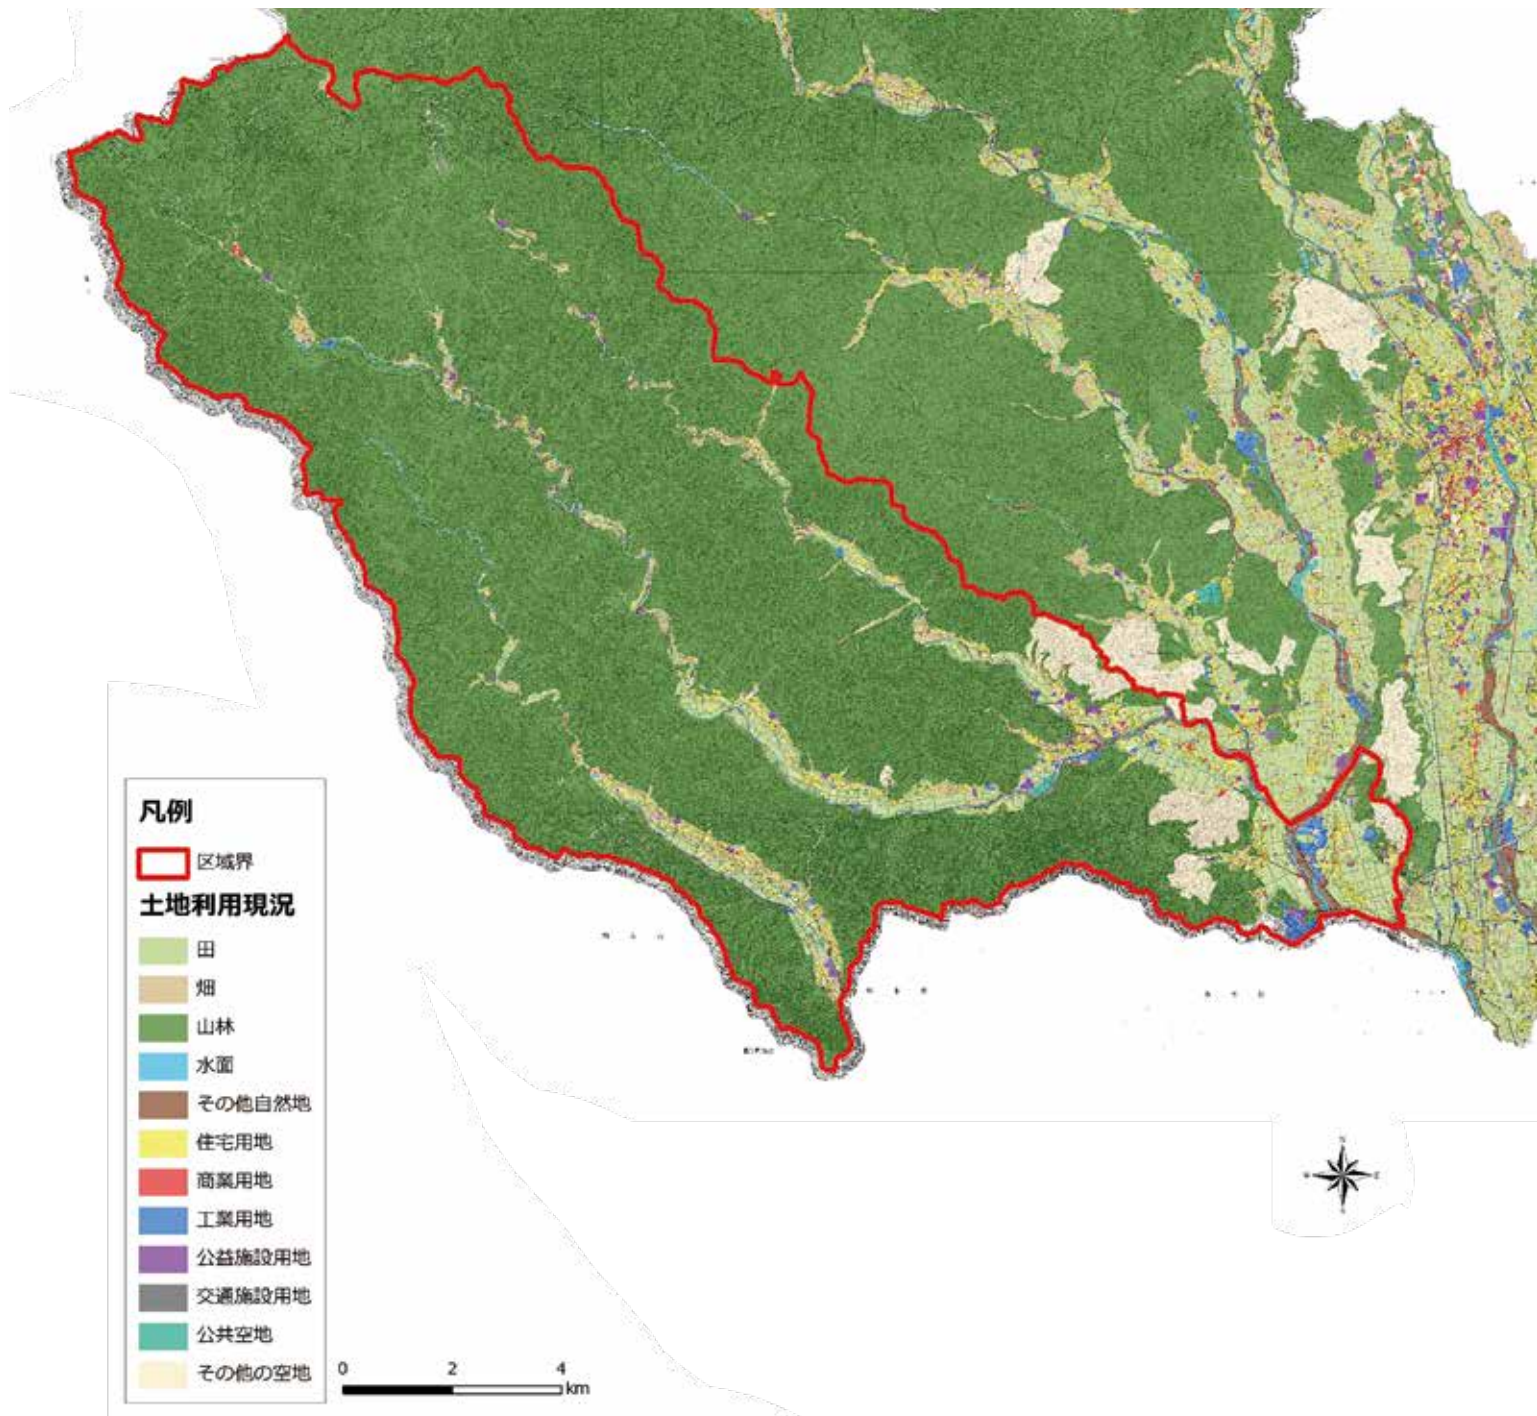 凡例
区域界
土地利用現況
田
畑
山林
水面
その他自然地
住宅用地
商業用地
工業用地
公益施設用地
交通施設用地
公共空地
その他の空地
0 2 4
km
N